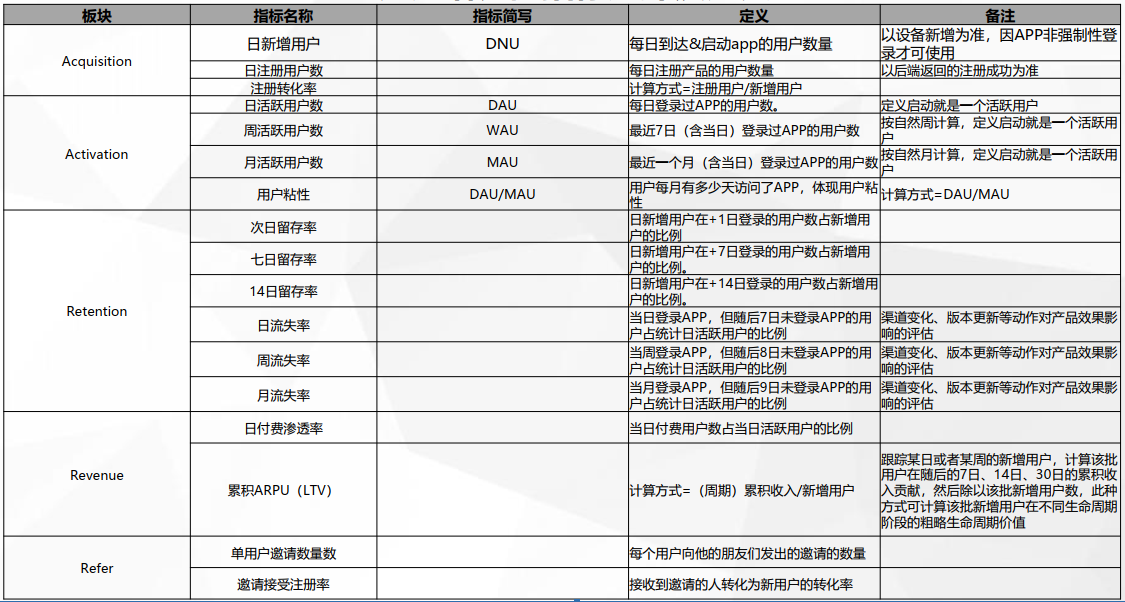 板块 指标名称 指标简写 定义 备注
Acquisition
日新增用户 DNU 每日到达&启动app的用户数量 以设备新增为准，因APP非强制性登
录才可使用
日注册用户数 每日注册产品的用户数量 以后端返回的注册成功为准
注册转化率 计算方式=注册用户/新增用户
Activation
日活跃用户数 DAU 每日登录过APP的用户数。 定义启动就是一个活跃用户
周活跃用户数 WAU 最近7日（含当日）登录过APP的用户数 按自然周计算，定义启动就是一个活跃用
户
月活跃用户数 MAU 最近一个月（含当日）登录过APP的用户数 按自然月计算，定义启动就是一个活跃用
户
用户粘性 DAU/MAU 用户每月有多少天访问了APP，体现用户粘
性 计算方式=DAU/MAU
Retention
次日留存率 日新增用户在+1日登录的用户数占新增用
户的比例
七日留存率 日新增用户在+7日登录的用户数占新增用
户的比例。
14日留存率 日新增用户在+14日登录的用户数占新增用
户的比例。
日流失率 当日登录APP，但随后7日未登录APP的用
户占统计日活跃用户的比例 渠道变化、版本更新等动作对产品效果影
响的评估
周流失率 当周登录APP，但随后8日未登录APP的用
户占统计日活跃用户的比例 渠道变化、版本更新等动作对产品效果影
响的评估
月流失率 当月登录APP，但随后9日未登录APP的用
户占统计日活跃用户的比例 渠道变化、版本更新等动作对产品效果影
响的评估
Revenue
日付费渗透率 当日付费用户数占当日活跃用户的比例
累积ARPU（LTV） 计算方式=（周期）累积收入/新增用户 跟踪某日或者某周的新增用户，计算该批
用户在随后的7日、14日、30日的累积收
入贡献，然后除以该批新增用户数，此种
方式可计算该批新增用户在不同生命周期
阶段的粗略生命周期价值
Refer
单用户邀请数量数 每个用户向他的朋友们发出的邀请的数量
邀请接受注册率 接收到邀请的人转化为新用户的转化率